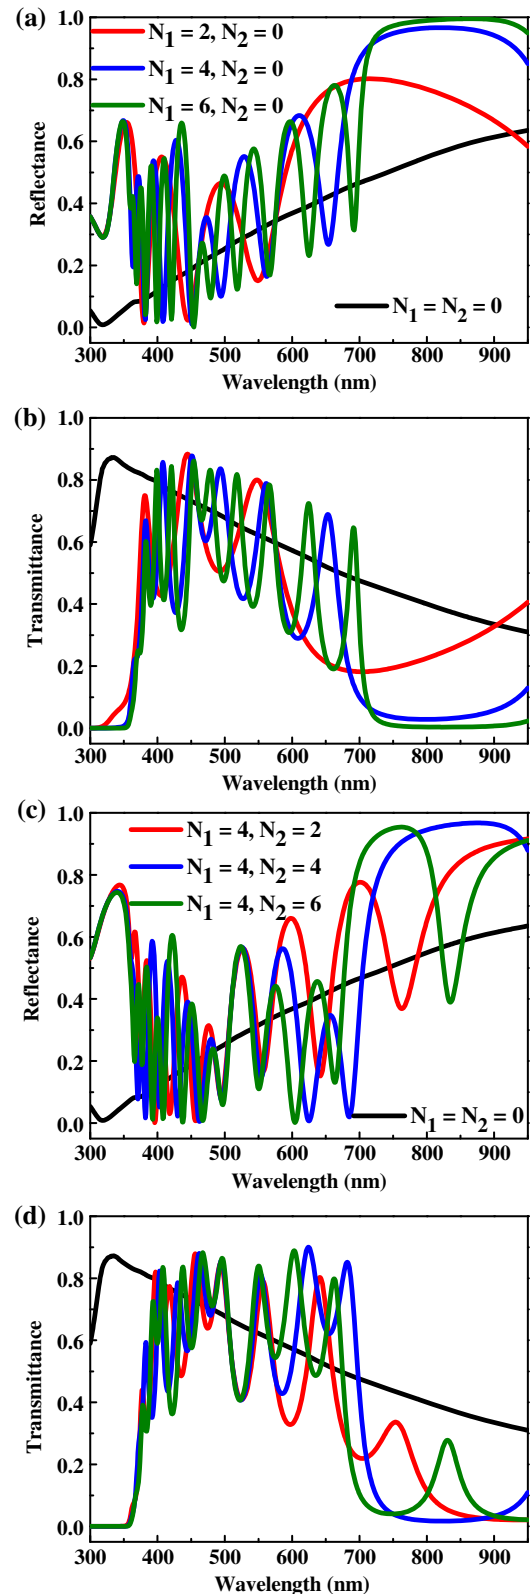 (a)
1.0
0.8
0.6
0.4
0.2
0.0
Reflectance
N1 = 2, N2 = 0
N1 = 4, N2 = 0
N1 = 6, N2 = 0
N1 = N2 = 0
300 400 500 600 700 800 900
Wavelength (nm)
(b)
1.0
0.8
0.6
0.4
0.2
0.0
Transmittance
300 400 500 600 700 800 900
Wavelength (nm)
(c)
1.0
0.8
0.6
0.4
0.2
0.0
Reflectance
N1 = 4, N2 = 2
N1 = 4, N2 = 4
N1 = 4, N2 = 6
N1 = N2 = 0
300 400 500 600 700 800 900
Wavelength (nm)
(d)
1.0
0.8
0.6
0.4
0.2
0.0
Transmittance
300 400 500 600 700 800 900
Wavelength (nm)